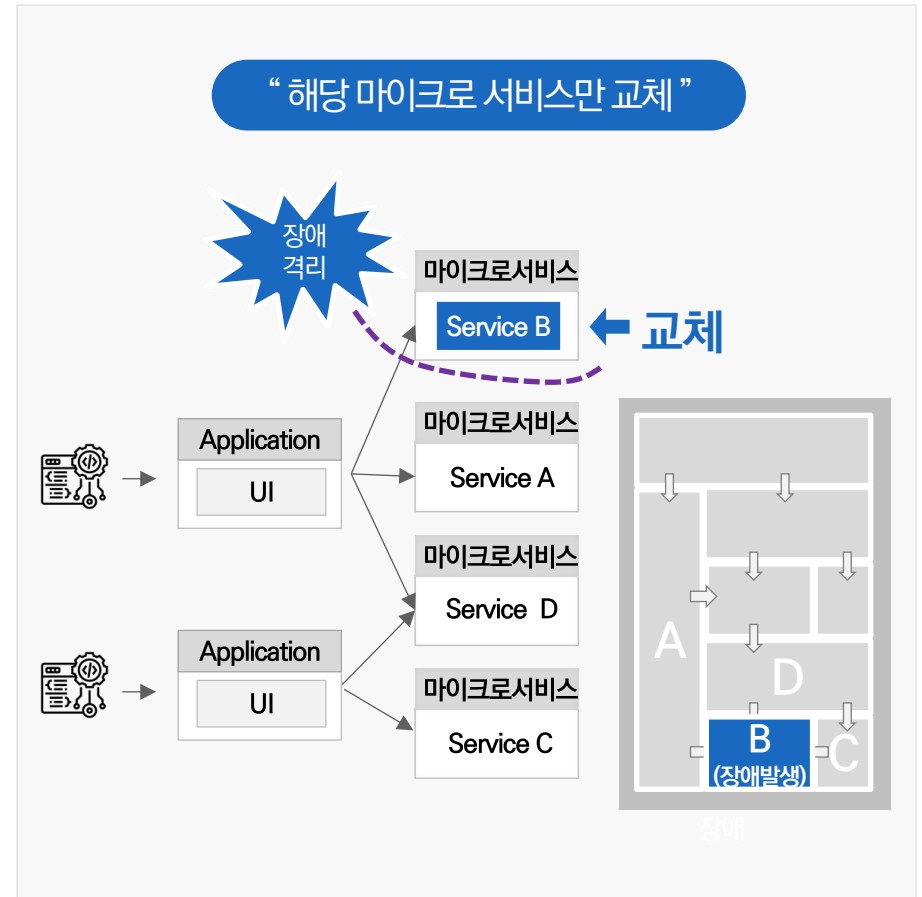 “ 해당 마이크로 서비스만 교체 ”
장애
격리
마이크로서비스
Service B
교체
마이크로서비스
Service A
Application
UI
마이크로서비스
Service D
Application
UI
마이크로서비스
Service C
A
D
B
(장애발생)
C
장애